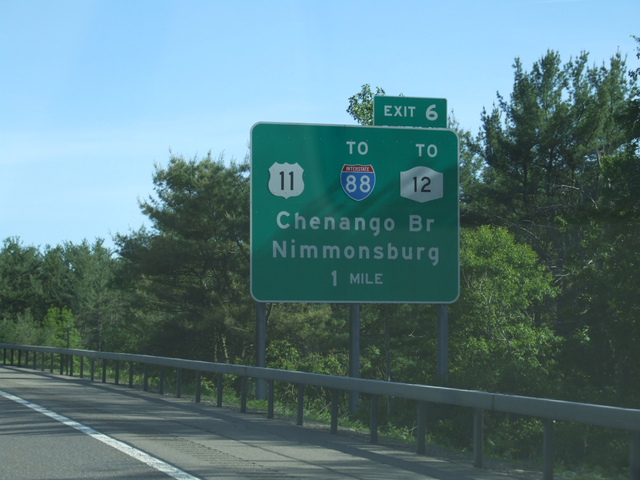 EXIT 6
TO TO
11 INTERSTATE 88 12
Chenango Br
Nimmonsburg
1 MILE